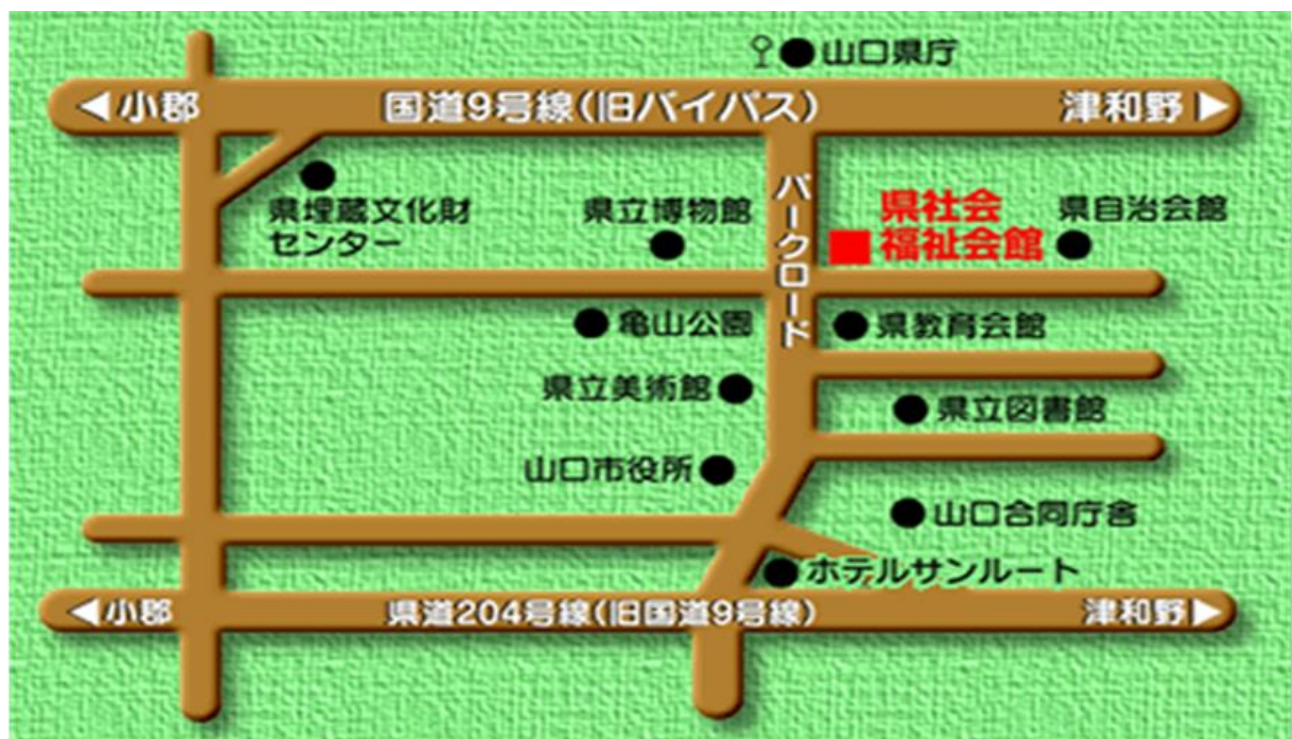 山口県庁
小郡
国道9号線(旧バイパス)
津和野
パークロード
県埋蔵文化財
センター
県立博物館
県社会
福祉会館
県自治会館
亀山公園
県教育会館
県立美術館
県立図書館
山口市役所
山口合同庁舎
ホテルサンルート
小郡
県道204号線(旧国道9号線)
津和野